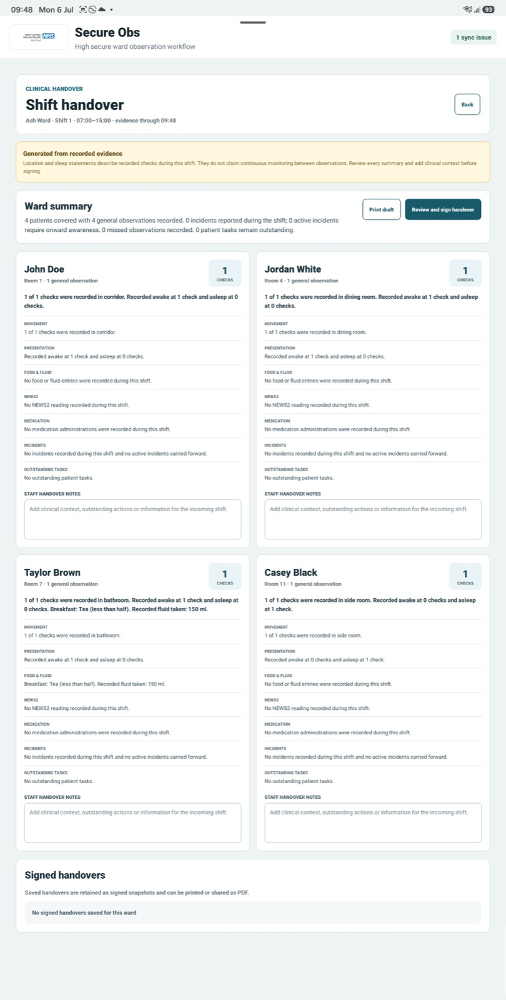 09:48 Mon 6 Jul
93
West London
Mental Health NHS
NHS Trust
Secure Obs
High secure ward observation workflow
1 sync issue
CLINICAL HANDOVER
Shift handover
Ash Ward · Shift 1 · 07:00–15:00 · evidence through 09:48
Back
Generated from recorded evidence
Location and sleep statements describe recorded checks during this shift. They do not claim continuous monitoring between observations. Review every summary and add clinical context before
signing.
Ward summary
4 patients covered with 4 general observations recorded. 0 incidents reported during the shift; 0 active incidents
require onward awareness. 0 missed observations recorded. 0 patient tasks remain outstanding.
Print draft
Review and sign handover
John Doe
Room 1 · 1 general observation
1
CHECKS
1 of 1 checks were recorded in corridor. Recorded awake at 1 check and asleep at 0
checks.
MOVEMENT
1 of 1 checks were recorded in corridor.
PRESENTATION
Recorded awake at 1 check and asleep at 0 checks.
FOOD & FLUID
No food or fluid entries were recorded during this shift.
NEWS2
No NEWS2 reading recorded during this shift.
MEDICATION
No medication administrations were recorded during this shift.
INCIDENTS
No incidents recorded during this shift and no active incidents carried forward.
OUTSTANDING TASKS
No outstanding patient tasks.
STAFF HANDOVER NOTES
Add clinical context, outstanding actions or information for the incoming shift.
Jordan White
Room 4 · 1 general observation
1
CHECKS
1 of 1 checks were recorded in dining room. Recorded awake at 1 check and asleep
at 0 checks.
MOVEMENT
1 of 1 checks were recorded in dining room.
PRESENTATION
Recorded awake at 1 check and asleep at 0 checks.
FOOD & FLUID
No food or fluid entries were recorded during this shift.
NEWS2
No NEWS2 reading recorded during this shift.
MEDICATION
No medication administrations were recorded during this shift.
INCIDENTS
No incidents recorded during this shift and no active incidents carried forward.
OUTSTANDING TASKS
No outstanding patient tasks.
STAFF HANDOVER NOTES
Add clinical context, outstanding actions or information for the incoming shift.
Taylor Brown
Room 7 · 1 general observation
1
CHECKS
1 of 1 checks were recorded in bathroom. Recorded awake at 1 check and asleep at
0 checks. Breakfast: Tea (less than half). Recorded fluid taken: 150 ml.
MOVEMENT
1 of 1 checks were recorded in bathroom.
PRESENTATION
Recorded awake at 1 check and asleep at 0 checks.
FOOD & FLUID
Breakfast: Tea (less than half). Recorded fluid taken: 150 ml.
NEWS2
No NEWS2 reading recorded during this shift.
MEDICATION
No medication administrations were recorded during this shift.
INCIDENTS
No incidents recorded during this shift and no active incidents carried forward.
OUTSTANDING TASKS
No outstanding patient tasks.
STAFF HANDOVER NOTES
Add clinical context, outstanding actions or information for the incoming shift.
Casey Black
Room 11 · 1 general observation
1
CHECKS
1 of 1 checks were recorded in side room. Recorded awake at 0 checks and asleep
at 1 check.
MOVEMENT
1 of 1 checks were recorded in side room.
PRESENTATION
Recorded awake at 0 checks and asleep at 1 check.
FOOD & FLUID
No food or fluid entries were recorded during this shift.
NEWS2
No NEWS2 reading recorded during this shift.
MEDICATION
No medication administrations were recorded during this shift.
INCIDENTS
No incidents recorded during this shift and no active incidents carried forward.
OUTSTANDING TASKS
No outstanding patient tasks.
STAFF HANDOVER NOTES
Add clinical context, outstanding actions or information for the incoming shift.
Signed handovers
Saved handovers are retained as signed snapshots and can be printed or shared as PDF.
No signed handovers saved for this ward